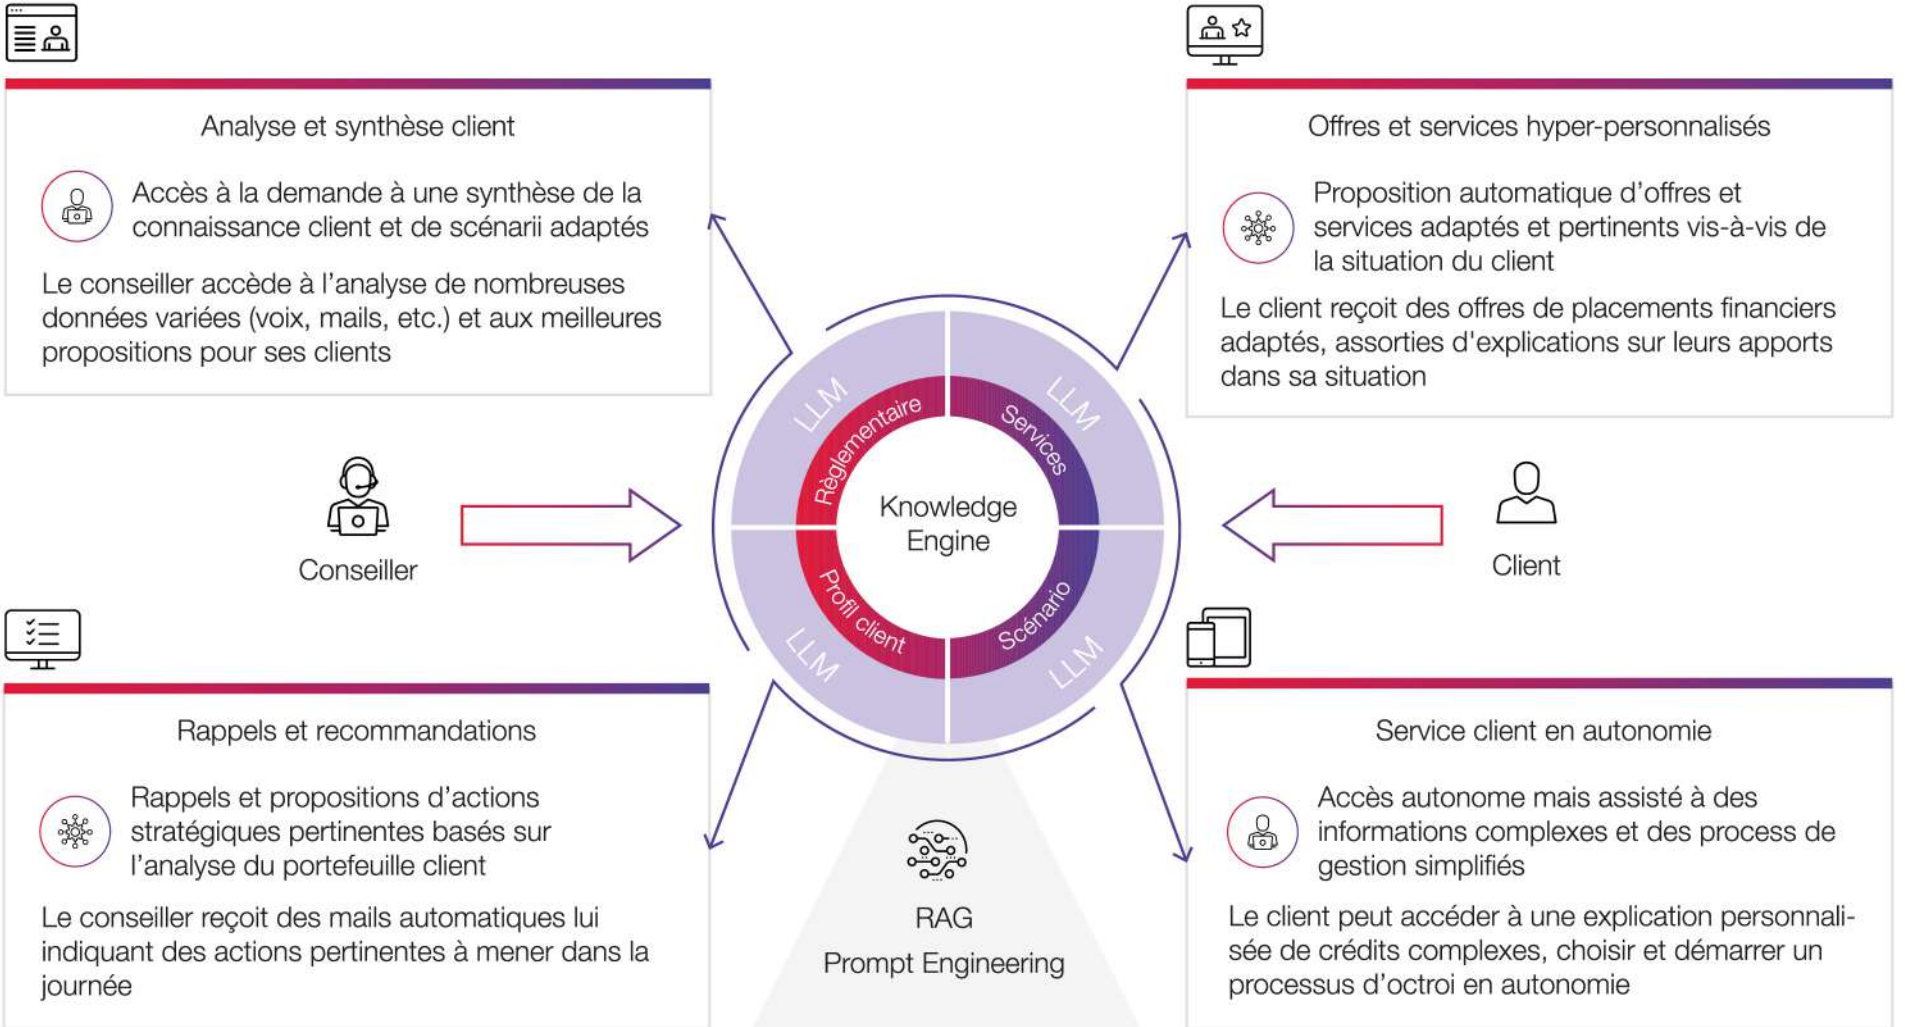 Analyse et synthèse client
Accès à la demande à une synthèse de la
connaissance client et de scénarii adaptés
Le conseiller accède à l'analyse de nombreuses
données variées (voix, mails, etc.) et aux meilleures
propositions pour ses clients
Offres et services hyper-personnalisés
Proposition automatique d'offres et
services adaptés et pertinents vis-à-vis de
la situation du client
Le client reçoit des offres de placements financiers
adaptés, assorties d'explications sur leurs apports
dans sa situation
LLM
LLM
Règlementaire
Services
Knowledge
Engine
Profil client
Scénario
LLM
LLM
Conseiller
Client
Rappels et recommandations
Rappels et propositions d'actions
stratégiques pertinentes basés sur
l'analyse du portefeuille client
Le conseiller reçoit des mails automatiques lui
indiquant des actions pertinentes à mener dans la
journée
RAG
Prompt Engineering
Service client en autonomie
Accès autonome mais assisté à des
informations complexes et des process de
gestion simplifiés
Le client peut accéder à une explication personnali-
sée de crédits complexes, choisir et démarrer un
processus d'octroi en autonomie